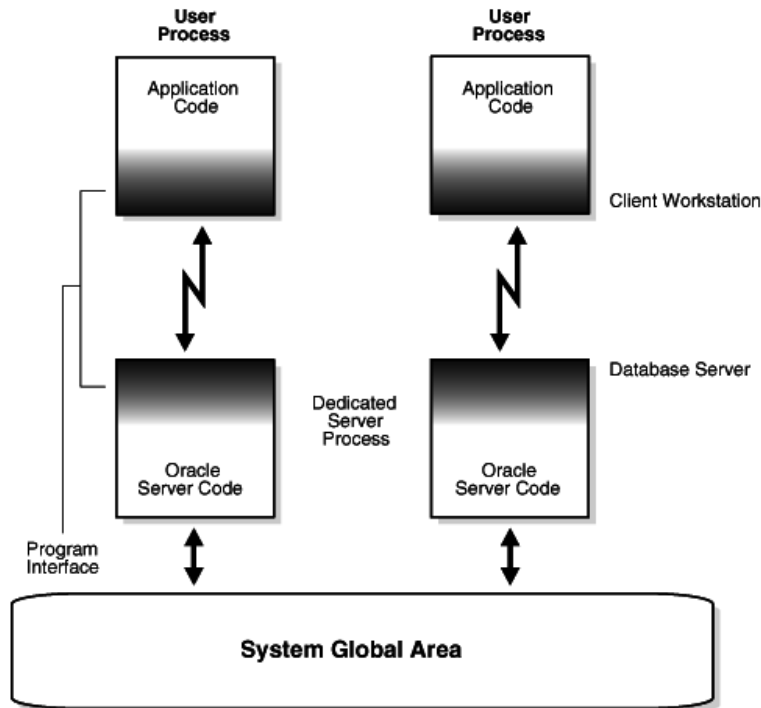 User
Process
User
Process
Application
Code
Application
Code
Client Workstation
Database Server
Dedicated
Server
Process
Oracle
Server Code
Oracle
Server Code
Program
Interface
System Global Area